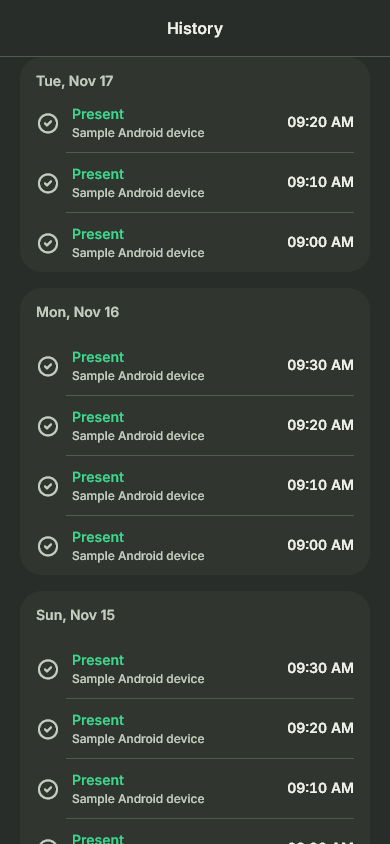 History
Tue, Nov 17
Present
Sample Android device
09:20 AM
Present
Sample Android device
09:10 AM
Present
Sample Android device
09:00 AM
Mon, Nov 16
Present
Sample Android device
09:30 AM
Present
Sample Android device
09:20 AM
Present
Sample Android device
09:10 AM
Present
Sample Android device
09:00 AM
Sun, Nov 15
Present
Sample Android device
09:30 AM
Present
Sample Android device
09:20 AM
Present
Sample Android device
09:10 AM
Present